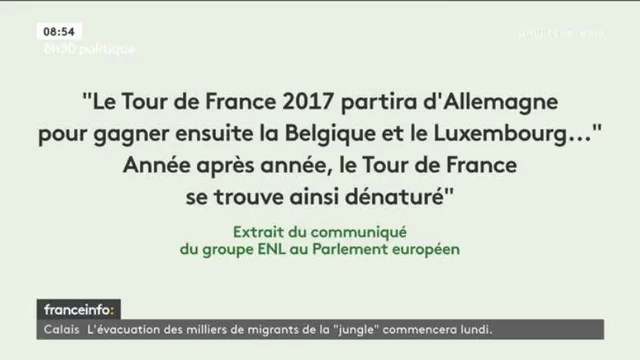 08:54
8h30 politique
"Le Tour de France 2017 partira d'Allemagne
pour gagner ensuite la Belgique et le Luxembourg..."
Année après année, le Tour de France
se trouve ainsi dénaturé"
Extrait du communiqué
du groupe ENL au Parlement européen
franceinfo:
Calais L'évacuation des milliers de migrants de la "jungle" commencera lundi.